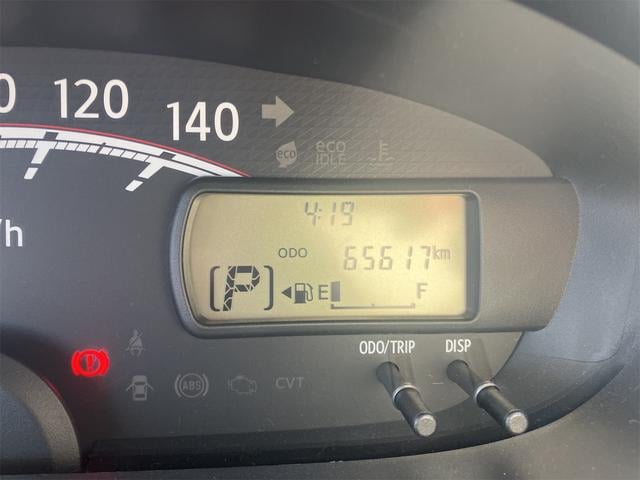 0 120 140
eco
eco
IDLE
/h
4:19
ODO 65617km
P E F
ODO/TRIP DISP
ABS CVT